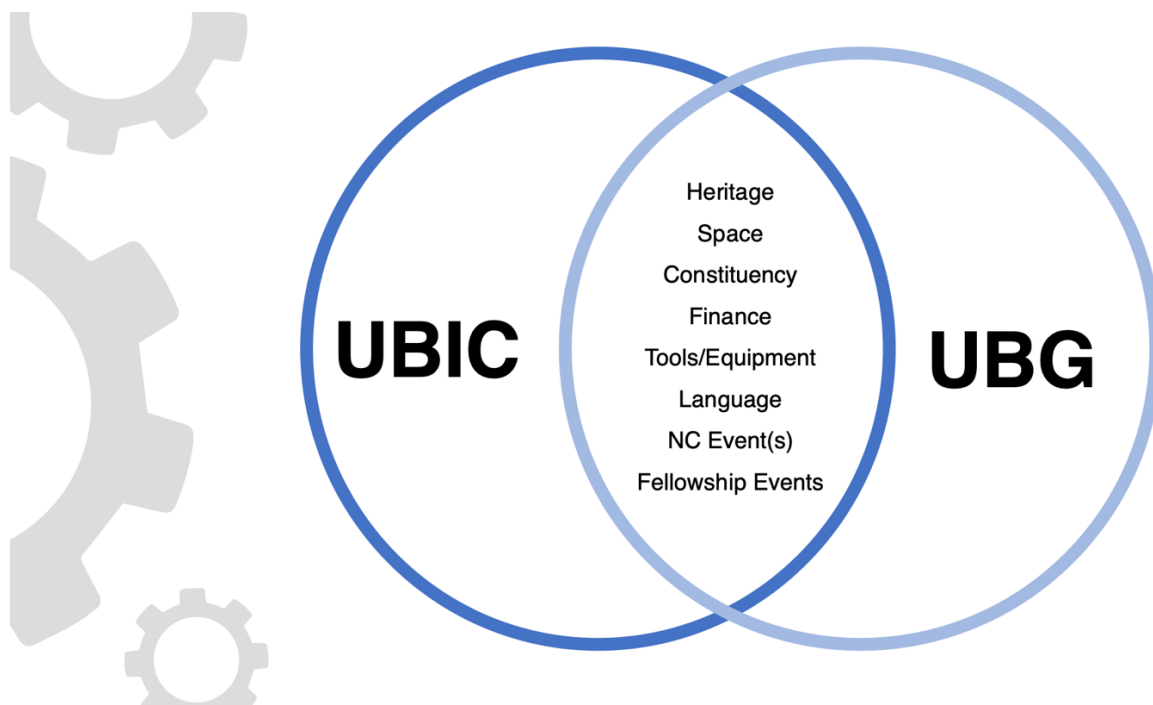 Heritage
Space
Constituency
Finance
Tools/Equipment
Language
NC Event(s)
Fellowship Events
UBIC
UBG